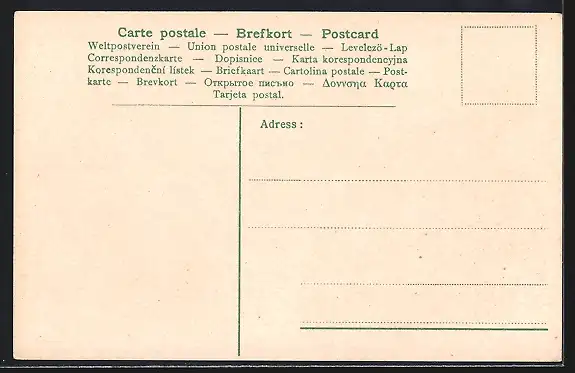 Carte postale — Brefkort — Postcard
Weltpostverein — Union postale universelle — Levelező-Lap
Correspondenzkarte — Dopisnice — Karta korespondencyjna
Korespondenční lístek — Briefkaart — Cartolina postale — Post-
karte — Brevkort — Открытое письмо — Δοννσηα Καρτα
Tarjeta postal.
Adress :